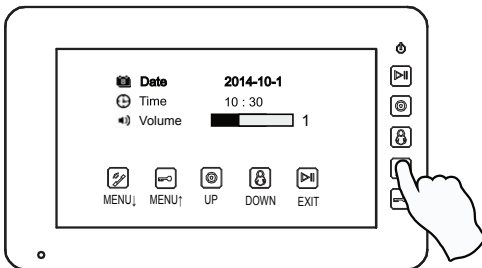 Date 2014-10-1
Time 10 : 30
Volume 1
MENU↓ MENU↑ UP DOWN EXIT